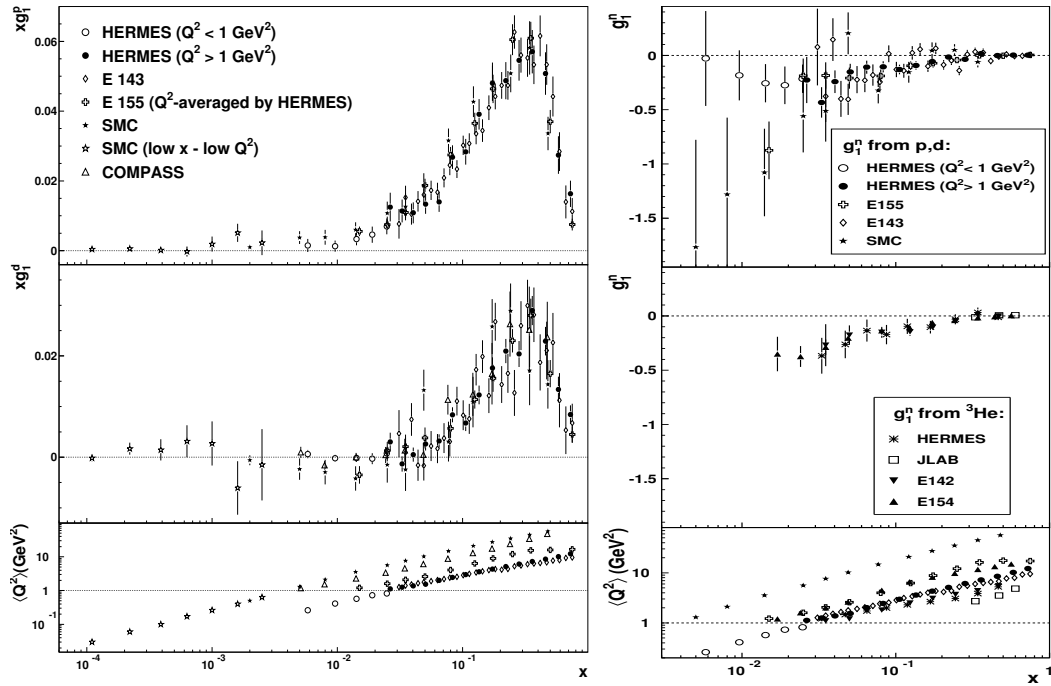 xg₁ᵖ
0.06
0.04
0.02
0
HERMES (Q² < 1 GeV²)
HERMES (Q² > 1 GeV²)
E 143
E 155 (Q²-averaged by HERMES)
SMC
SMC (low x - low Q²)
COMPASS
xg₁ᵈ
0.02
0
⟨Q²⟩(GeV²)
10
1
10⁻¹
10⁻⁴
10⁻³
10⁻²
10⁻¹
x
g₁ⁿ
0
-0.5
-1
-1.5
g₁ⁿ from p,d:
HERMES (Q² < 1 GeV²)
HERMES (Q² > 1 GeV²)
E155
E143
SMC
g₁ⁿ
0
-0.5
-1
-1.5
g₁ⁿ from ³He:
HERMES
JLAB
E142
E154
⟨Q²⟩ (GeV²)
10
1
10⁻²
10⁻¹
1
x